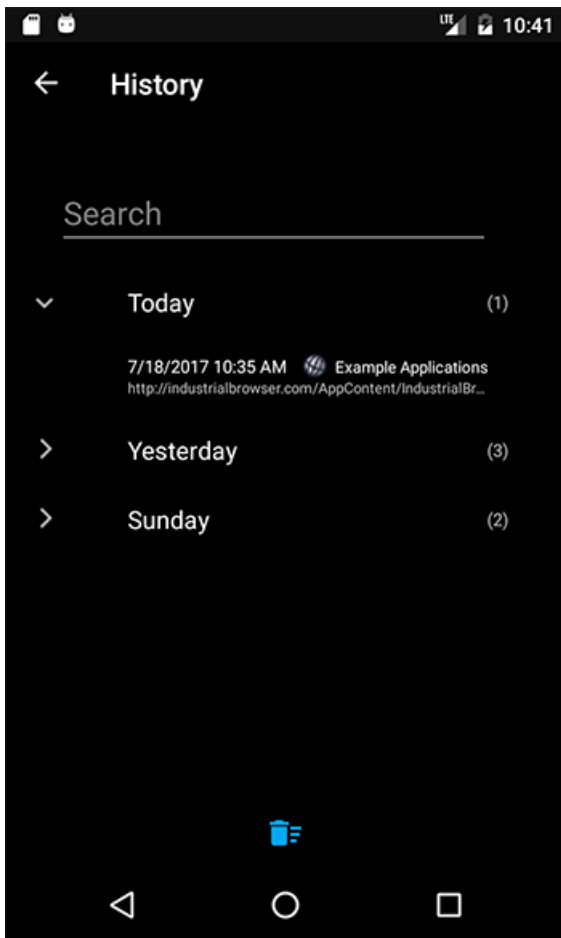 LTE 10:41
History
Search
Today (1)
7/18/2017 10:35 AM Example Applications
http://industrialbrowser.com/AppContent/IndustrialBr...
Yesterday (3)
Sunday (2)